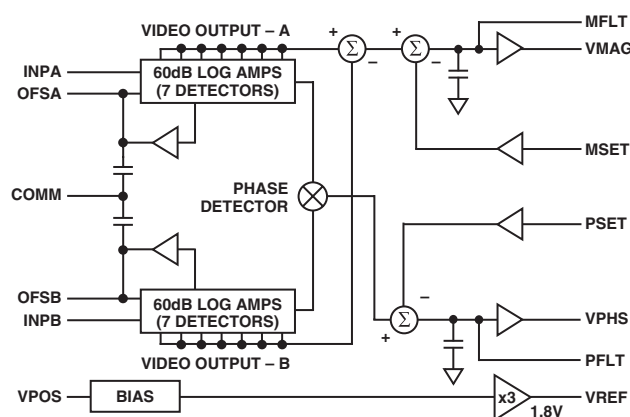 VIDEO OUTPUT – A
+
Σ
–
+
Σ
–
MFLT
VMAG
INPA
OFSA
60dB LOG AMPS
(7 DETECTORS)
MSET
COMM
PHASE
DETECTOR
PSET
–
+
Σ
OFSB
INPB
60dB LOG AMPS
(7 DETECTORS)
VPHS
PFLT
VIDEO OUTPUT – B
VPOS
BIAS
x3
VREF
1.8V